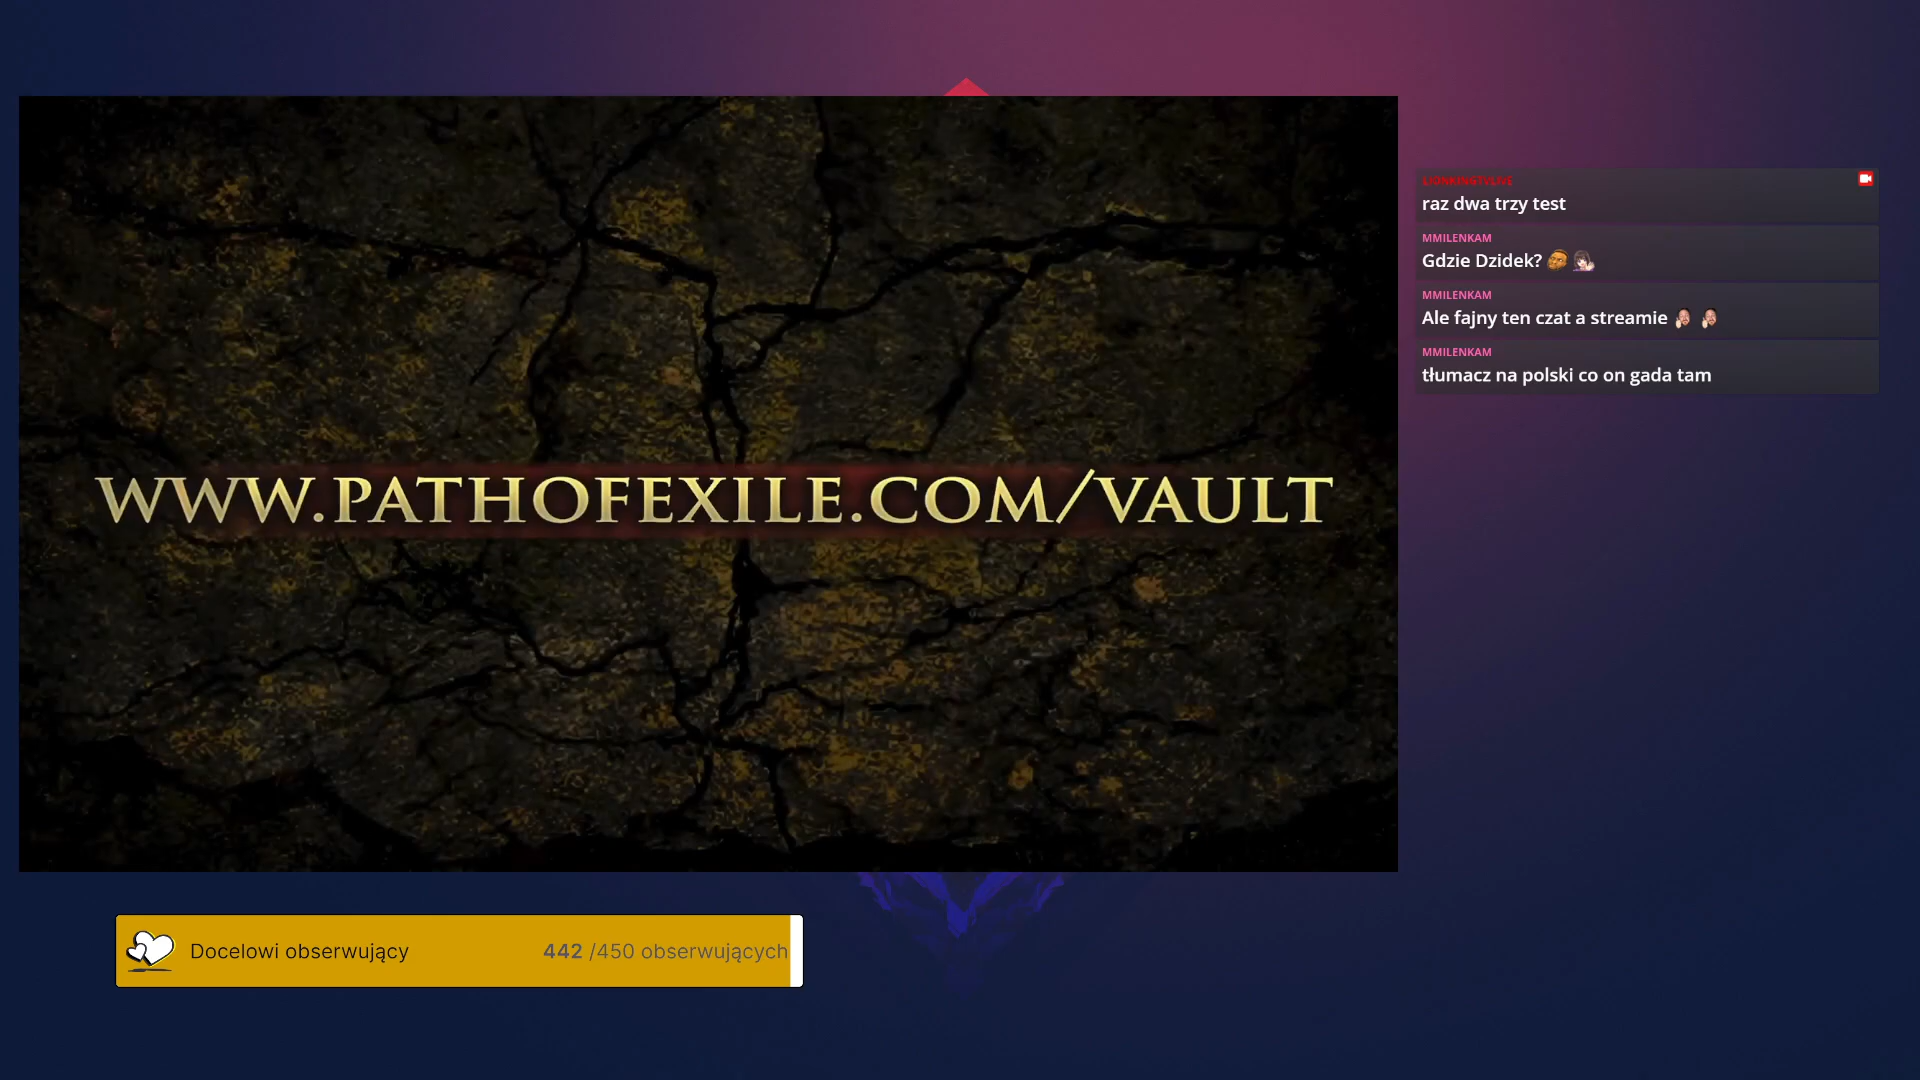 WWW.PATHOFEXILE.COM/VAULT
LIONKINGTVLIVE
raz dwa trzy test
MMILENKAM
Gdzie Dzidek?
MMILENKAM
Ale fajny ten czat a streamie
MMILENKAM
tłumacz na polski co on gada tam
Docelowi obserwujący 442 /450 obserwujących